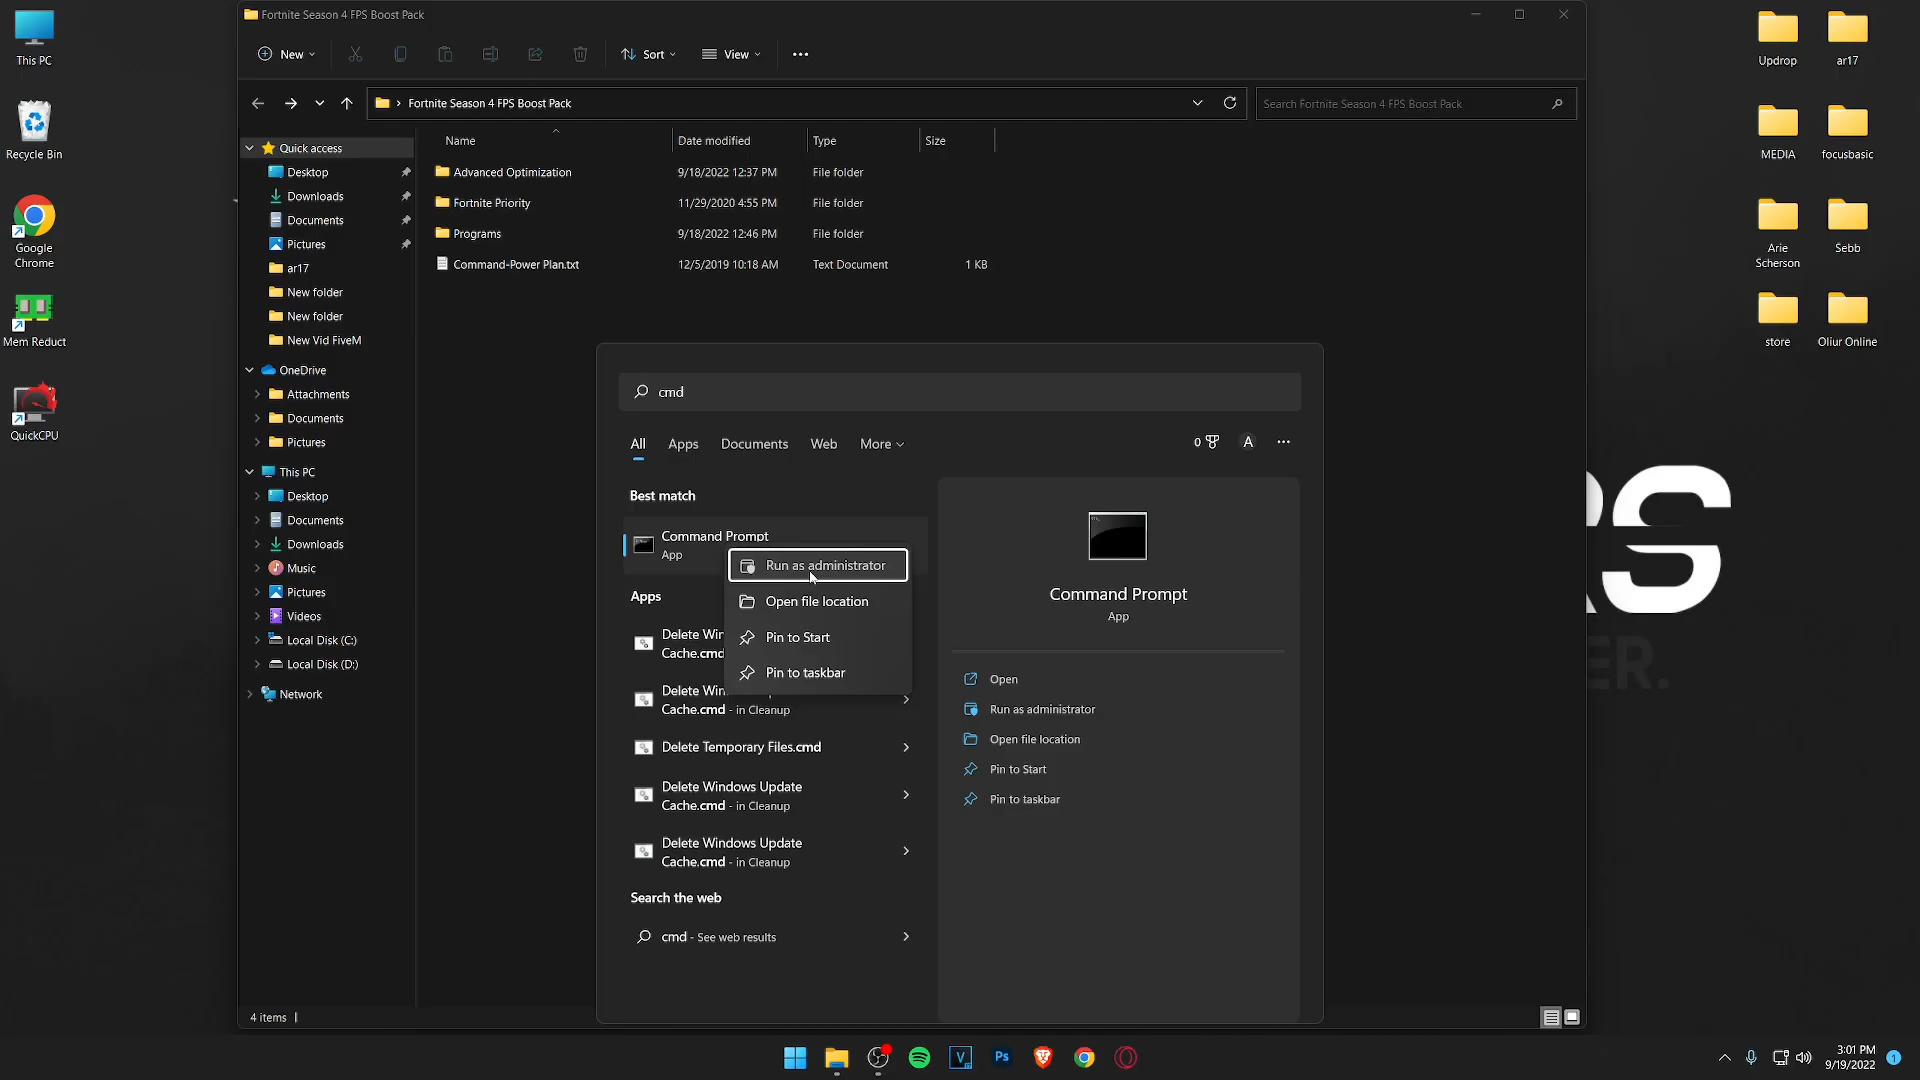 This PC
Recycle Bin
Google
Chrome
Mem Reduct
QuickCPU
Fortnite Season 4 FPS Boost Pack
New
Sort
View
Fortnite Season 4 FPS Boost Pack
Search Fortnite Season 4 FPS Boost Pack
Quick access
Desktop
Downloads
Documents
Pictures
ar17
New folder
New folder
New Vid FiveM
OneDrive
Attachments
Documents
Pictures
This PC
Desktop
Documents
Downloads
Music
Pictures
Videos
Local Disk (C:)
Local Disk (D:)
Network
Name Date modified Type Size
Advanced Optimization 9/18/2022 12:37 PM File folder
Fortnite Priority 11/29/2020 4:55 PM File folder
Programs 9/18/2022 12:46 PM File folder
Command-Power Plan.txt 12/5/2019 10:18 AM Text Document 1 KB
cmd
All Apps Documents Web More
0 A
Best match
Command Prompt
App
Run as administrator
Open file location
Pin to Start
Pin to taskbar
Apps
Delete Win
Cache.cmd
Delete Win
Cache.cmd - in Cleanup
Delete Temporary Files.cmd
Delete Windows Update
Cache.cmd - in Cleanup
Delete Windows Update
Cache.cmd - in Cleanup
Search the web
cmd - See web results
Command Prompt
App
Open
Run as administrator
Open file location
Pin to Start
Pin to taskbar
4 items
Updrop
ar17
MEDIA
focusbasic
Arie
Scherson
Sebb
store
Oliur Online
RS
ER.
V
Ps
3:01 PM
9/19/2022
1